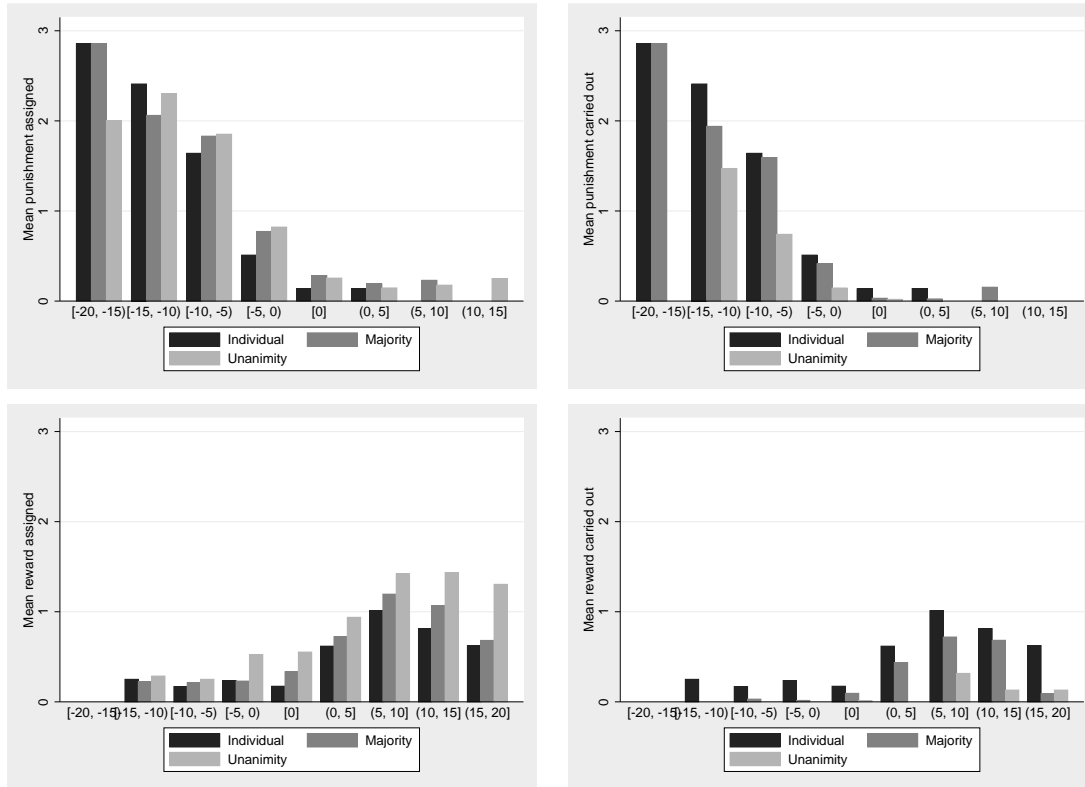 Mean punishment assigned
3
2
1
0
[-20, -15) [-15, -10) [-10, -5) [-5, 0) [0] (0, 5] (5, 10] (10, 15]
Individual Majority
Unanimity
Mean punishment carried out
3
2
1
0
[-20, -15) [-15, -10) [-10, -5) [-5, 0) [0] (0, 5] (5, 10] (10, 15]
Individual Majority
Unanimity
Mean reward assigned
3
2
1
0
[-20, -15) [-15, -10) [-10, -5) [-5, 0) [0] (0, 5] (5, 10] (10, 15] (15, 20]
Individual Majority
Unanimity
Mean reward carried out
3
2
1
0
[-20, -15) [-15, -10) [-10, -5) [-5, 0) [0] (0, 5] (5, 10] (10, 15] (15, 20]
Individual Majority
Unanimity